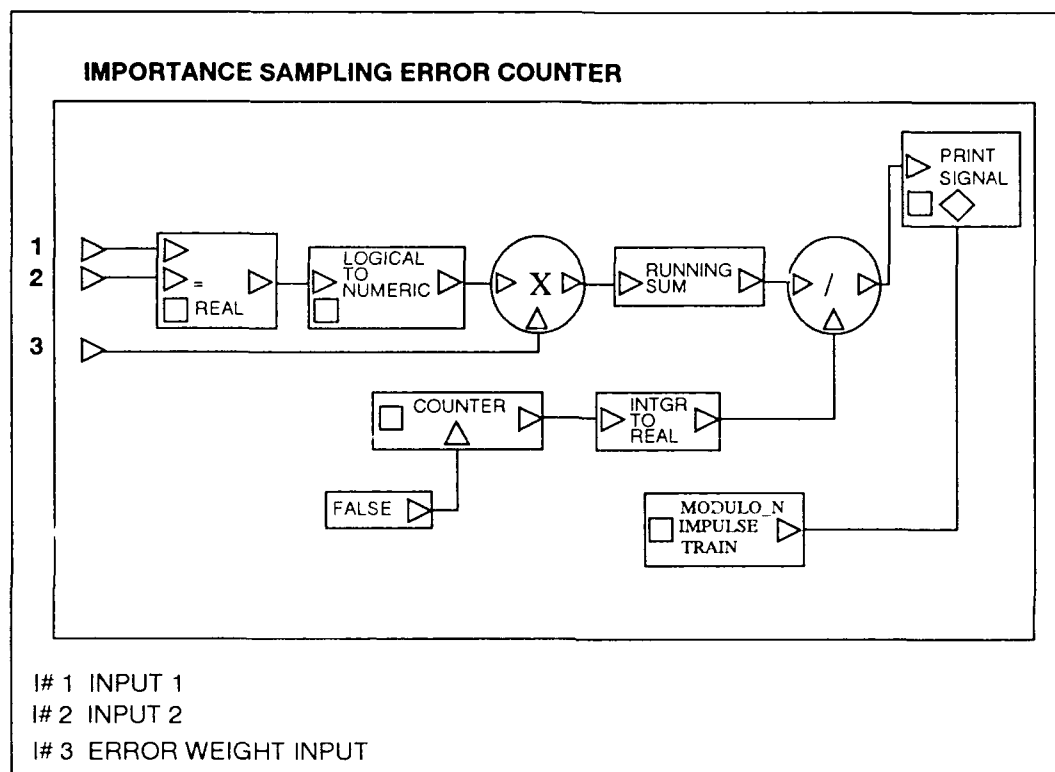 IMPORTANCE SAMPLING ERROR COUNTER
PRINT
SIGNAL
1
2
3
=
REAL
LOGICAL
TO
NUMERIC
X
RUNNING
SUM
/
COUNTER
INTGR
TO
REAL
FALSE
MODULO_N
IMPULSE
TRAIN
I# 1 INPUT 1
I# 2 INPUT 2
I# 3 ERROR WEIGHT INPUT